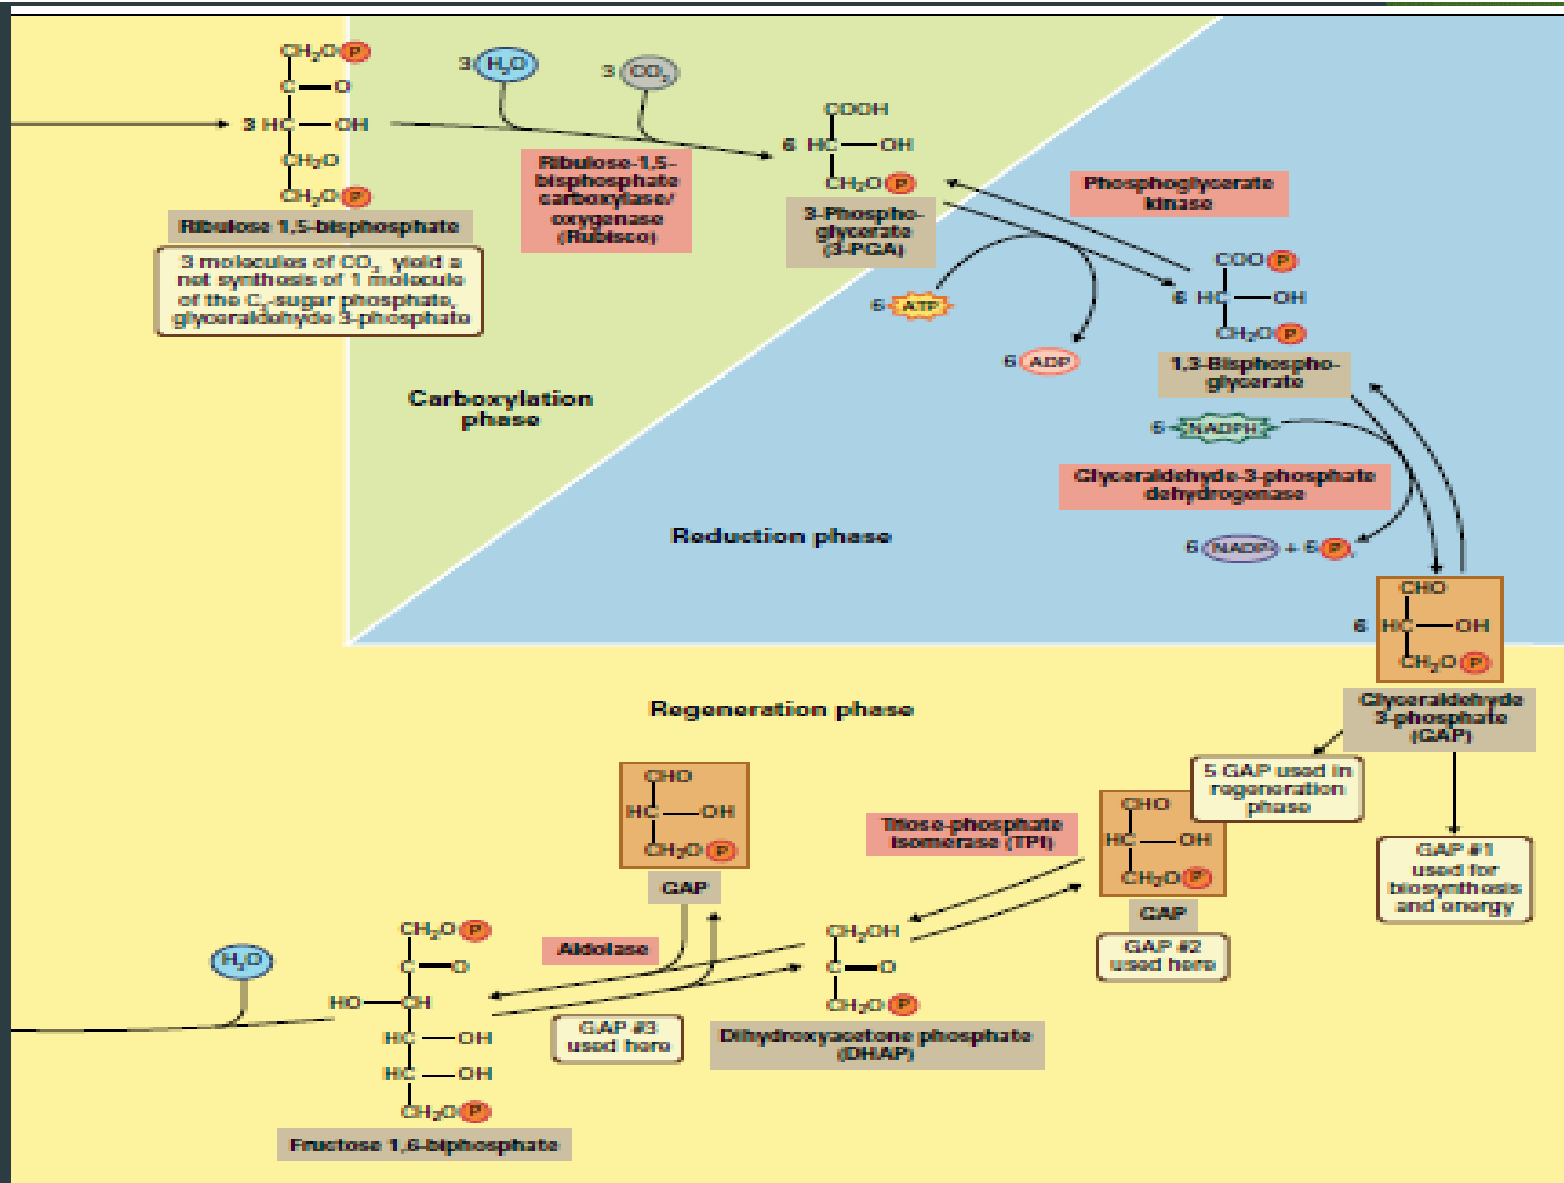 CH₂O P
C O
3 HC OH
CH₂O
CH₂O P
Ribulose 1,5-bisphosphate
3 molecules of CO₂ yield a
net synthesis of 1 molecule
of the C₃-sugar phosphate,
glyceraldehyde 3-phosphate
3 H₂O
3 CO₂
Ribulose-1,5-
bisphosphate
carboxylase/
oxygenase
(Rubisco)
Carboxylation
phase
COOH
6 HC OH
CH₂O P
3-Phospho-
glycerate
(3-PGA)
Phosphoglycerate
kinase
6 ATP
6 ADP
COO P
6 HC OH
CH₂O P
1,3-Bisphospho-
glycerate
6 NADPH
Glyceraldehyde-3-phosphate
dehydrogenase
6 NADP + 6 P
Reduction phase
CHO
6 HC OH
CH₂O P
Glyceraldehyde
3-phosphate
(GAP)
Regeneration phase
5 GAP used in
regeneration
phase
GAP #1
used for
biosynthesis
and energy
CHO
HC OH
CH₂O P
GAP
GAP #2
used here
Triose-phosphate
isomerase (TPI)
CH₂OH
C O
CH₂O P
Dihydroxyacetone phosphate
(DHAP)
CHO
HC OH
CH₂O P
GAP
Aldolase
GAP #3
used here
CH₂O P
C O
HO CH
HC OH
HC OH
CH₂O P
Fructose 1,6-biphosphate
H₂O